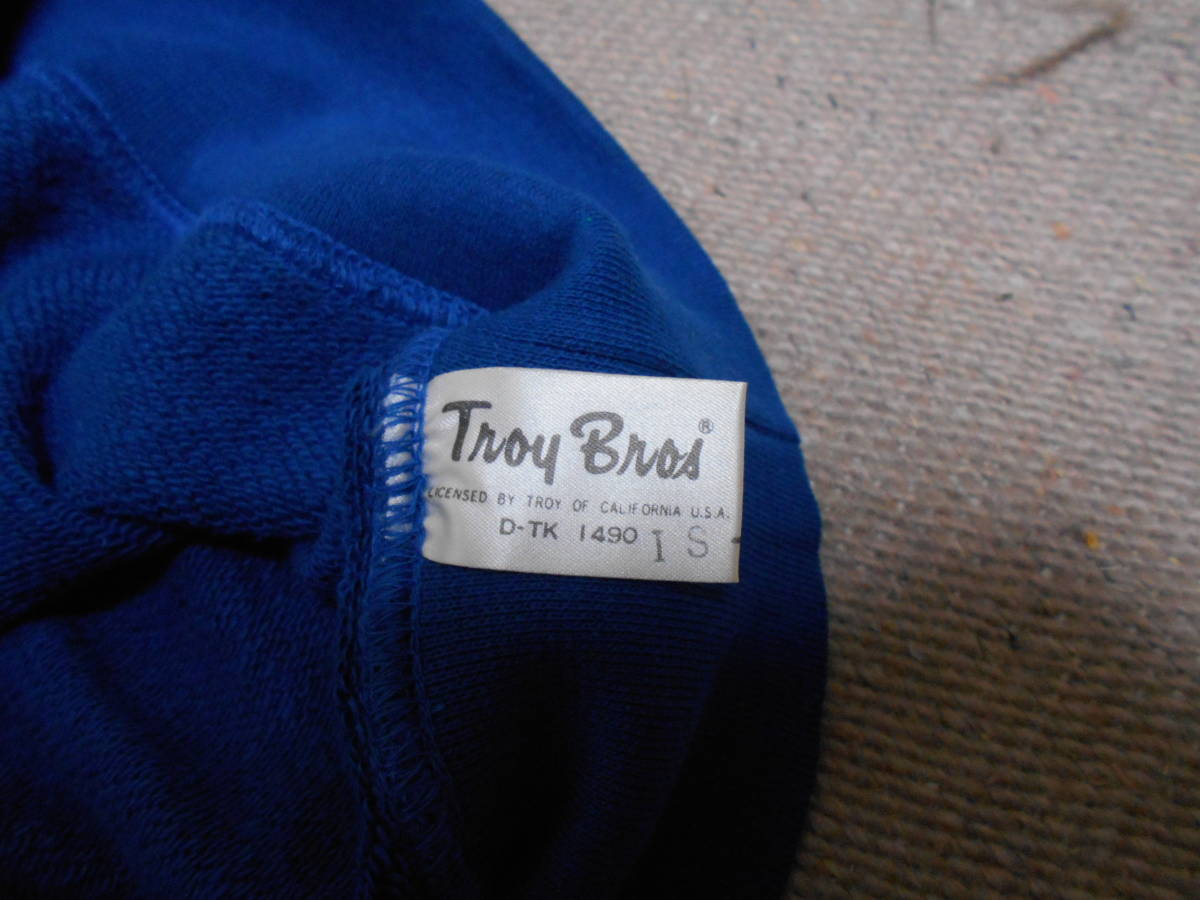 Troy Bros®
LICENSED BY TROY OF CALIFORNIA U.S.A.
D-TK 1490 I S -